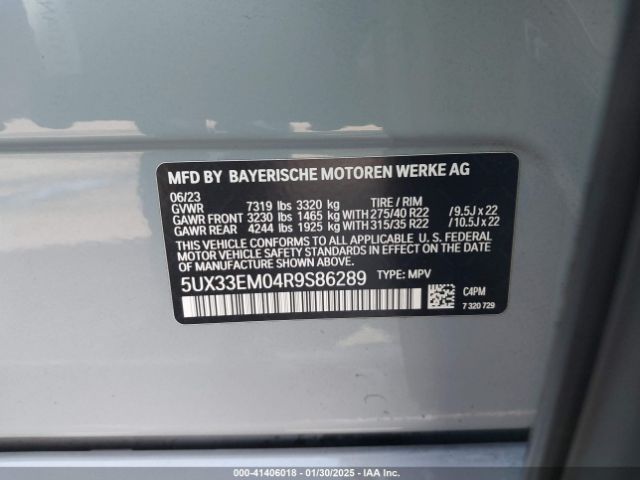 MFD BY BAYERISCHE MOTOREN WERKE AG
06/23
GVWR 7319 lbs 3320 kg TIRE / RIM
GAWR FRONT 3230 lbs 1465 kg WITH 275/40 R22 /9.5J x 22
GAWR REAR 4244 lbs 1925 kg WITH 315/35 R22 /10.5J x 22
THIS VEHICLE CONFORMS TO ALL APPLICABLE U.S. FEDERAL
MOTOR VEHICLE SAFETY STANDARDS IN EFFECT ON THE
DATE OF MANUFACTURE SHOWN ABOVE.
5UX33EM04R9S86289 TYPE: MPV
C4PM
7 320 729
000-41406018 - 01/30/2025 - IAA Inc.